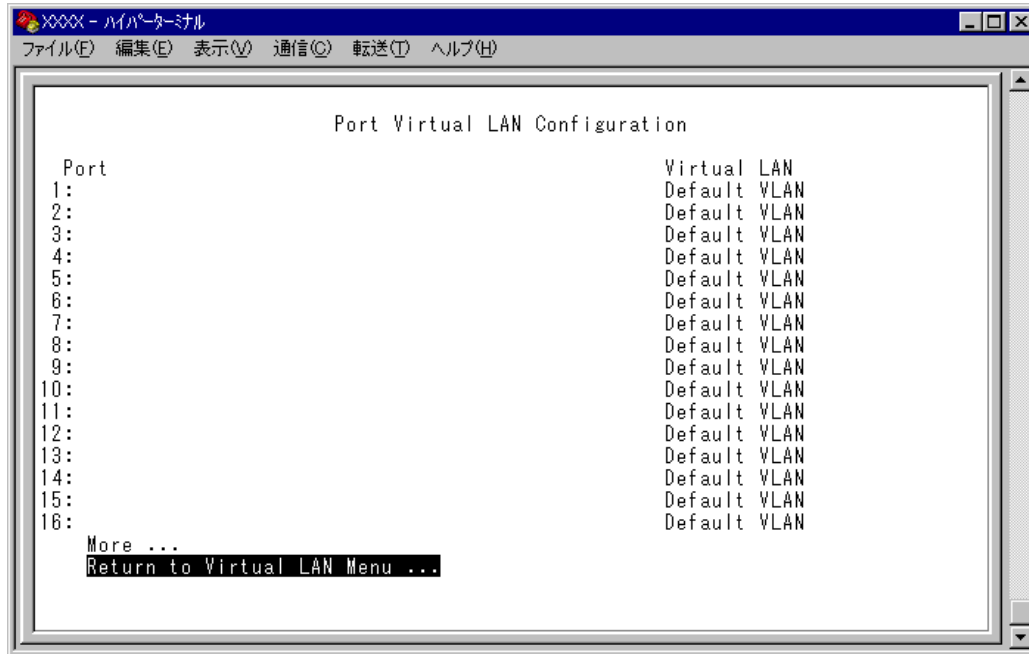 XXXX - ハイパーターミナル
ファイル(F) 編集(E) 表示(V) 通信(C) 転送(T) ヘルプ(H)
Port Virtual LAN Configuration
Port Virtual LAN
1: Default VLAN
2: Default VLAN
3: Default VLAN
4: Default VLAN
5: Default VLAN
6: Default VLAN
7: Default VLAN
8: Default VLAN
9: Default VLAN
10: Default VLAN
11: Default VLAN
12: Default VLAN
13: Default VLAN
14: Default VLAN
15: Default VLAN
16: Default VLAN
More ...
Return to Virtual LAN Menu ...